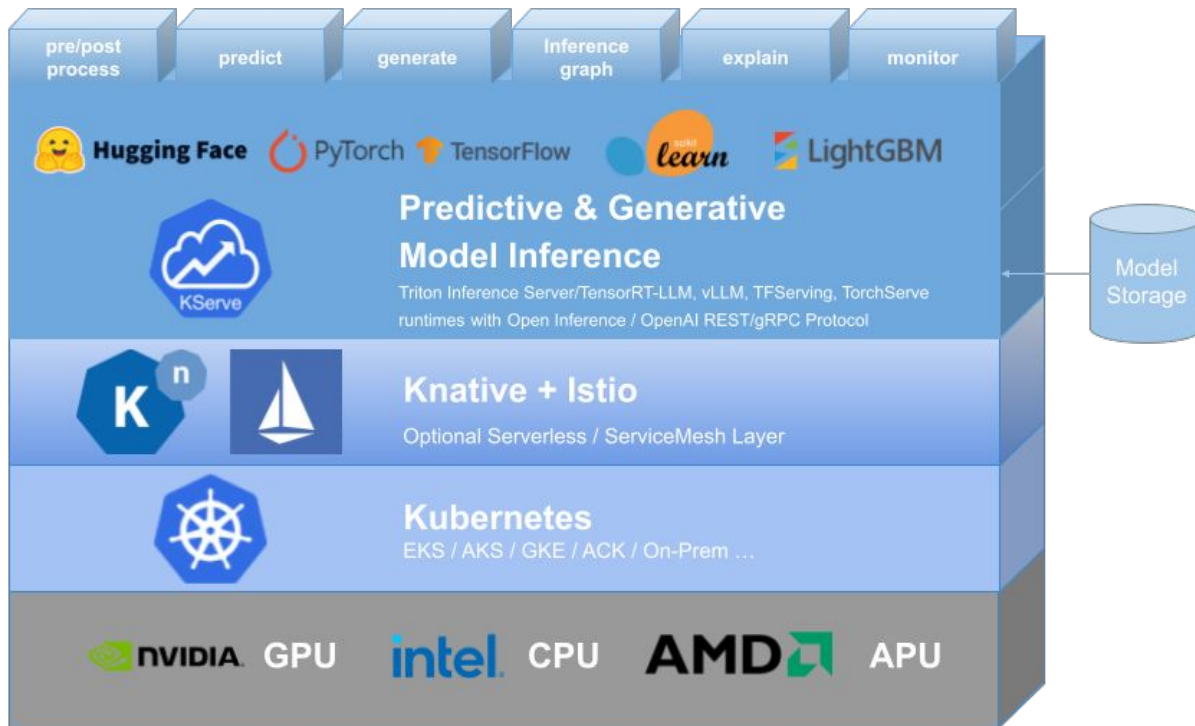 pre/post
process
predict
generate
Inference
graph
explain
monitor
Hugging Face
PyTorch
TensorFlow
scikit
learn
LightGBM
KServe
Predictive & Generative
Model Inference
Triton Inference Server/TensorRT-LLM, vLLM, TFServing, TorchServe
runtimes with Open Inference / OpenAI REST/gRPC Protocol
Model
Storage
K
n
Knative + Istio
Optional Serverless / ServiceMesh Layer
Kubernetes
EKS / AKS / GKE / ACK / On-Prem …
NVIDIA. GPU
intel. CPU
AMD APU